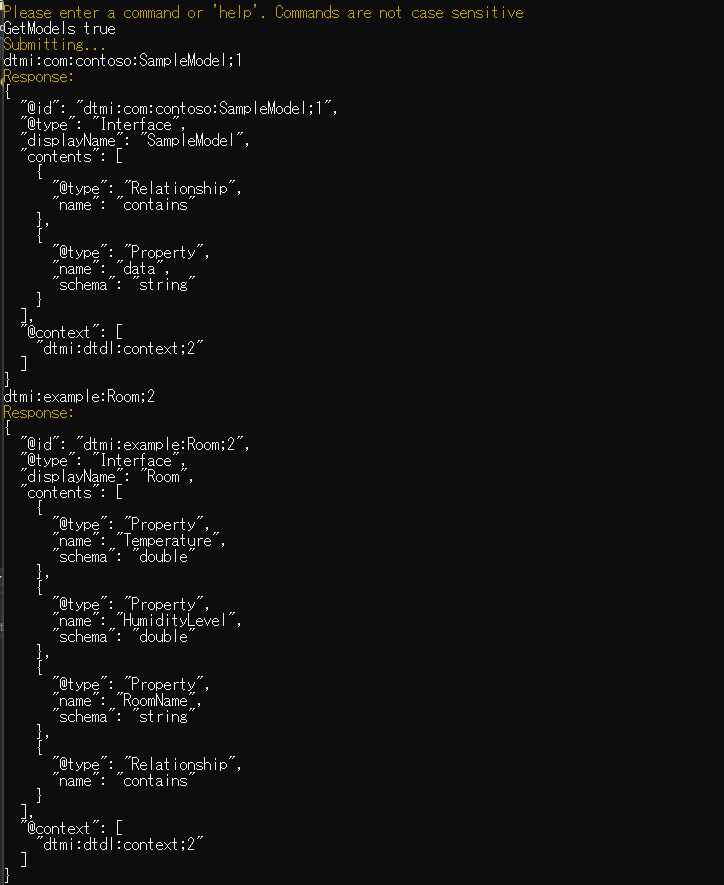 Please enter a command or 'help'. Commands are not case sensitive
GetModels true
Submitting...
dtmi:com:contoso:SampleModel;1
Response:
{
  "@id": "dtmi:com:contoso:SampleModel;1",
  "@type": "Interface",
  "displayName": "SampleModel",
  "contents": [
    {
      "@type": "Relationship",
      "name": "contains"
    },
    {
      "@type": "Property",
      "name": "data",
      "schema": "string"
    }
  ],
  "@context": [
    "dtmi:dtdl:context;2"
  ]
}
dtmi:example:Room;2
Response:
{
  "@id": "dtmi:example:Room;2",
  "@type": "Interface",
  "displayName": "Room",
  "contents": [
    {
      "@type": "Property",
      "name": "Temperature",
      "schema": "double"
    },
    {
      "@type": "Property",
      "name": "HumidityLevel",
      "schema": "double"
    },
    {
      "@type": "Property",
      "name": "RoomName",
      "schema": "string"
    },
    {
      "@type": "Relationship",
      "name": "contains"
    }
  ],
  "@context": [
    "dtmi:dtdl:context;2"
  ]
}